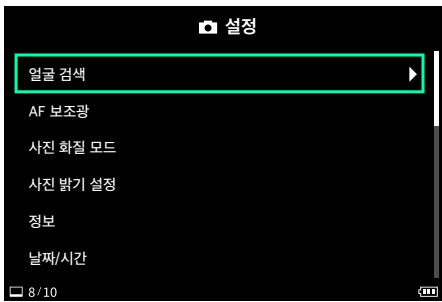 설정
얼굴 검색
AF 보조광
사진 화질 모드
사진 밝기 설정
정보
날짜/시간
8/10